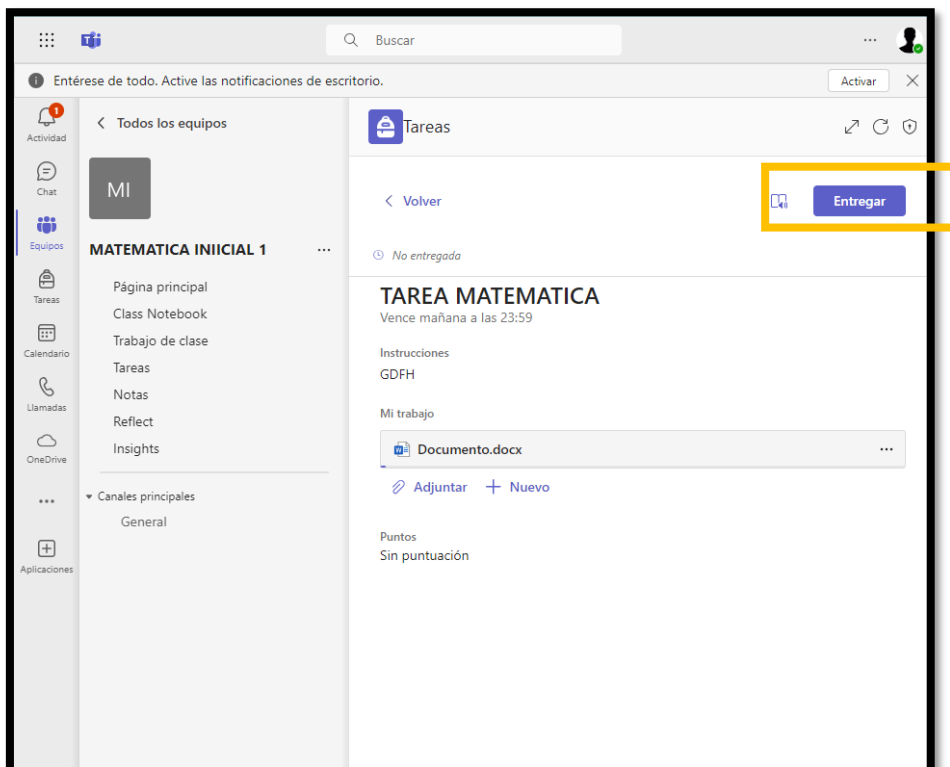 Buscar
Entérese de todo. Active las notificaciones de escritorio.
Activar
Actividad
1
Chat
Equipos
Tareas
Calendario
Llamadas
OneDrive
Aplicaciones
Todos los equipos
MI
MATEMATICA INIICIAL 1
Página principal
Class Notebook
Trabajo de clase
Tareas
Notas
Reflect
Insights
Canales principales
General
Tareas
Volver
Entregar
No entregada
TAREA MATEMATICA
Vence mañana a las 23:59
Instrucciones
GDFH
Mi trabajo
Documento.docx
Adjuntar
Nuevo
Puntos
Sin puntuación